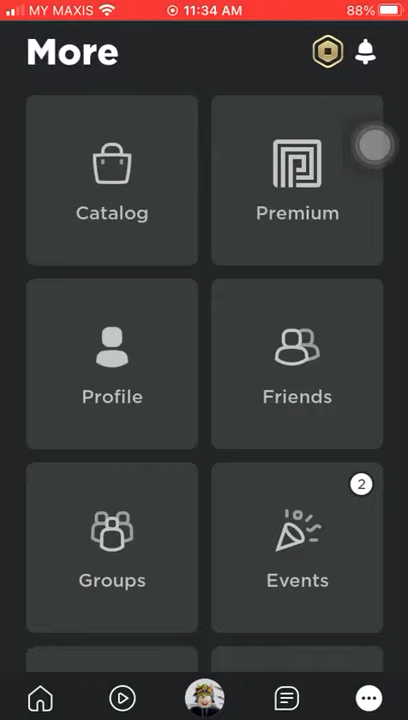 MY MAXIS 11:34 AM 88%
More
Catalog Premium
Profile Friends
2
Groups Events